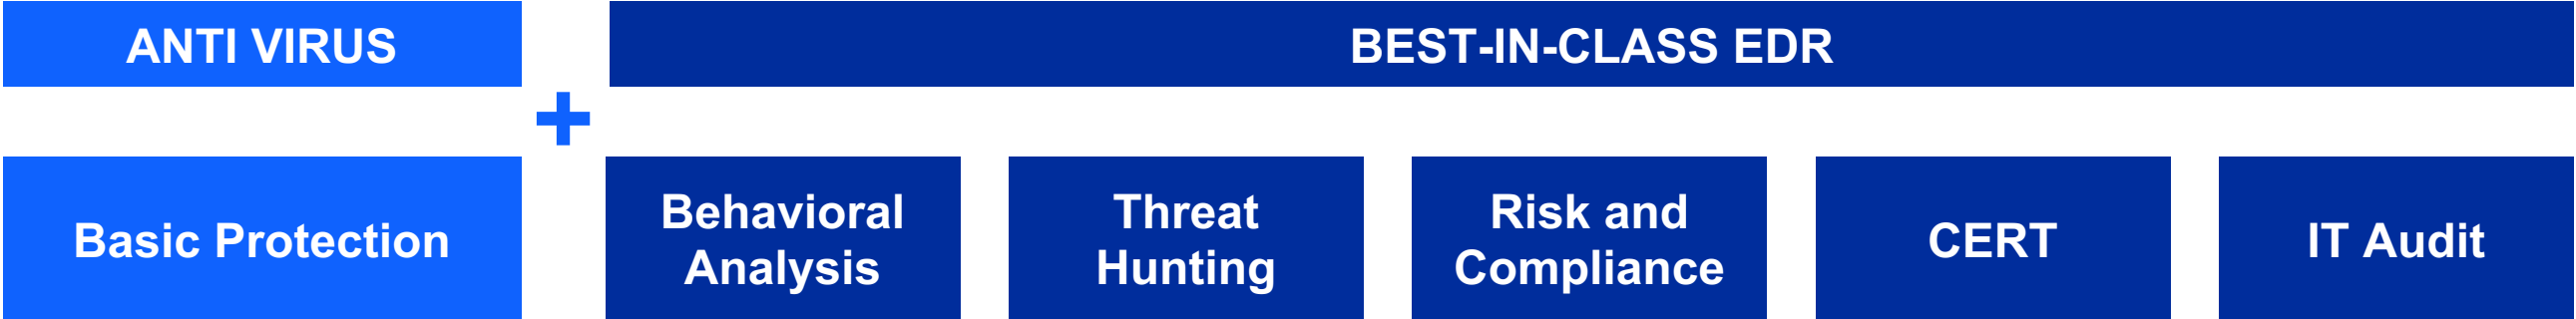 ANTI VIRUS
BEST-IN-CLASS EDR
+
Basic Protection
Behavioral
Analysis
Threat
Hunting
Risk and
Compliance
CERT
IT Audit